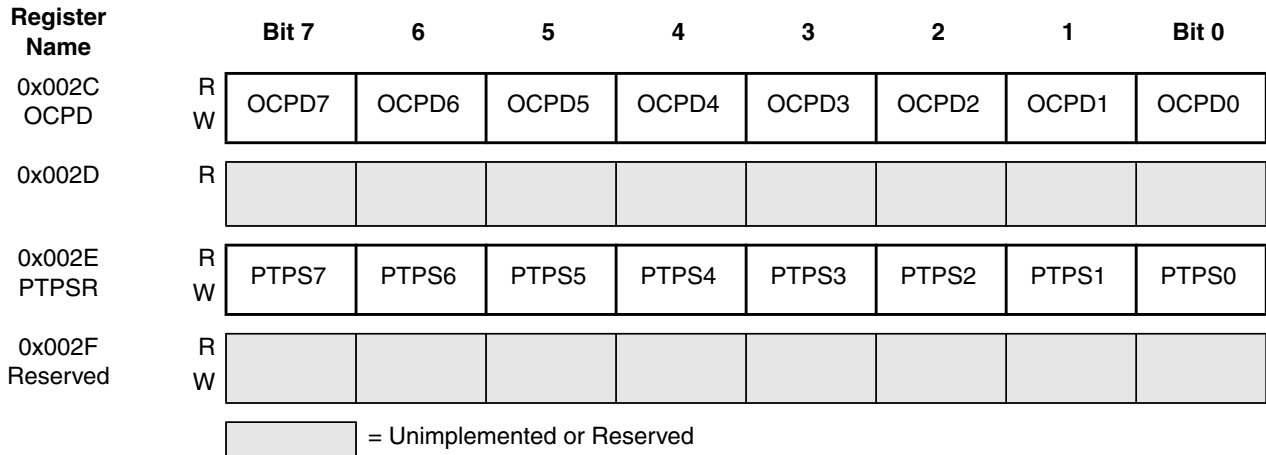 Register Name Bit 7 6 5 4 3 2 1 Bit 0
0x002C OCPD R W OCPD7 OCPD6 OCPD5 OCPD4 OCPD3 OCPD2 OCPD1 OCPD0
0x002D R
0x002E PTPSR R W PTPS7 PTPS6 PTPS5 PTPS4 PTPS3 PTPS2 PTPS1 PTPS0
0x002F Reserved R W
= Unimplemented or Reserved